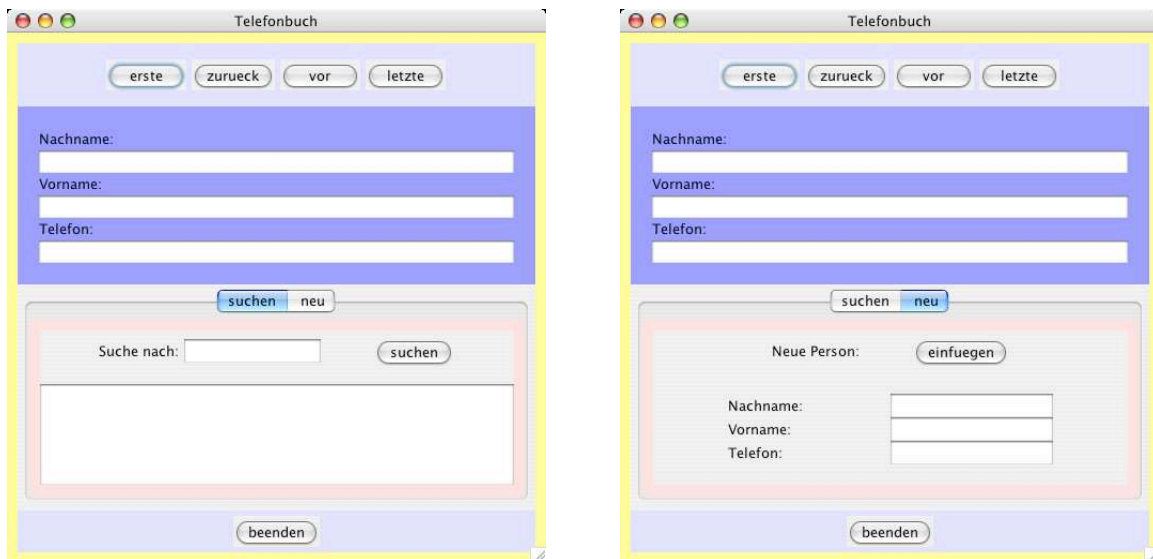 Telefonbuch
erste zurueck vor letzte
Nachname:
Vorname:
Telefon:
suchen neu
Suche nach: suchen
beenden
Telefonbuch
erste zurueck vor letzte
Nachname:
Vorname:
Telefon:
suchen neu
Neue Person: einfuegen
Nachname:
Vorname:
Telefon:
beenden